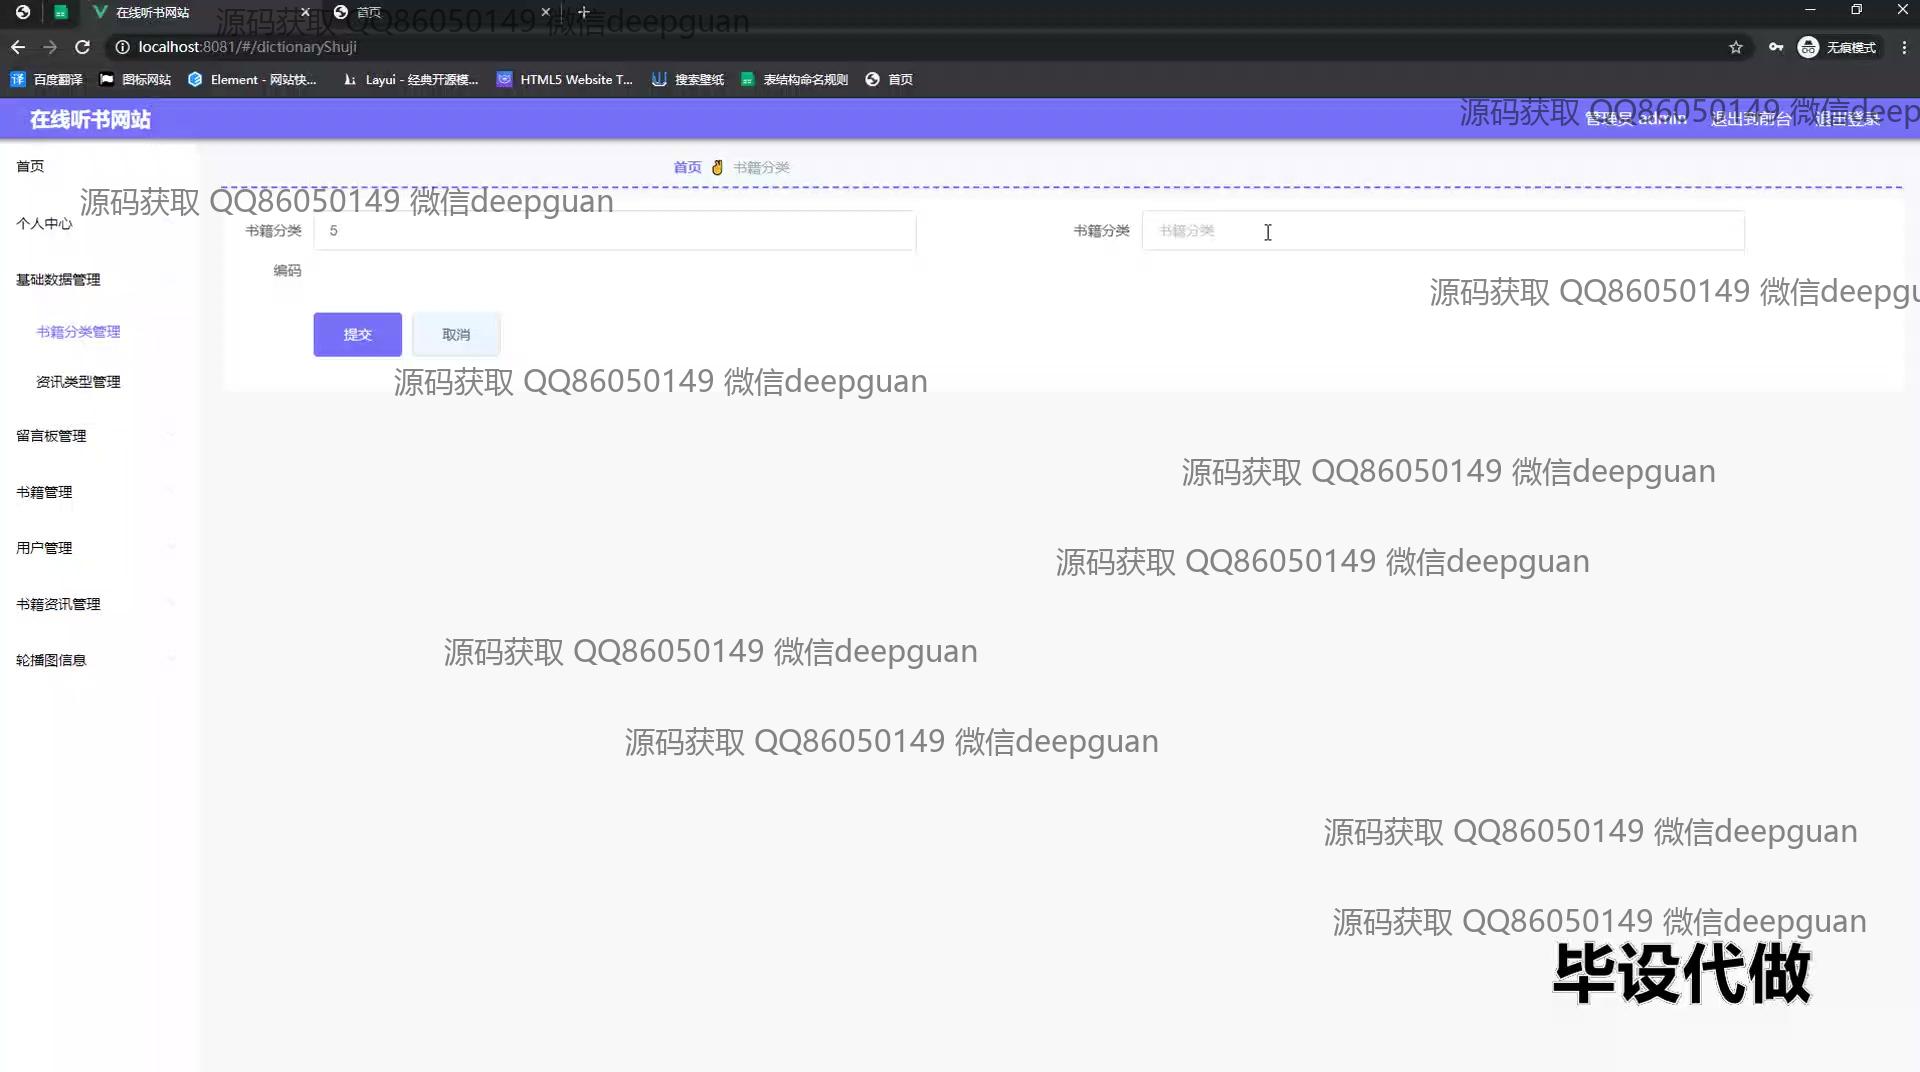 在线听书网站
首页
源码获取 QQ86050149 微信deepguan
localhost:8081/#/dictionaryShuji
无痕模式
百度翻译
图标网站
Element - 网站快...
Layui - 经典开源模...
HTML5 Website T...
搜索壁纸
表结构命名规则
首页
在线听书网站
管理员 admin
退出到前台
退出登录
源码获取 QQ86050149 微信deep
首页
首页 书籍分类
源码获取 QQ86050149 微信deepguan
个人中心
书籍分类
5
书籍分类
书籍分类
编码
基础数据管理
源码获取 QQ86050149 微信deepgu
书籍分类管理
提交
取消
资讯类型管理
源码获取 QQ86050149 微信deepguan
留言板管理
源码获取 QQ86050149 微信deepguan
书籍管理
用户管理
源码获取 QQ86050149 微信deepguan
书籍资讯管理
轮播图信息
源码获取 QQ86050149 微信deepguan
源码获取 QQ86050149 微信deepguan
源码获取 QQ86050149 微信deepguan
源码获取 QQ86050149 微信deepguan
毕设代做